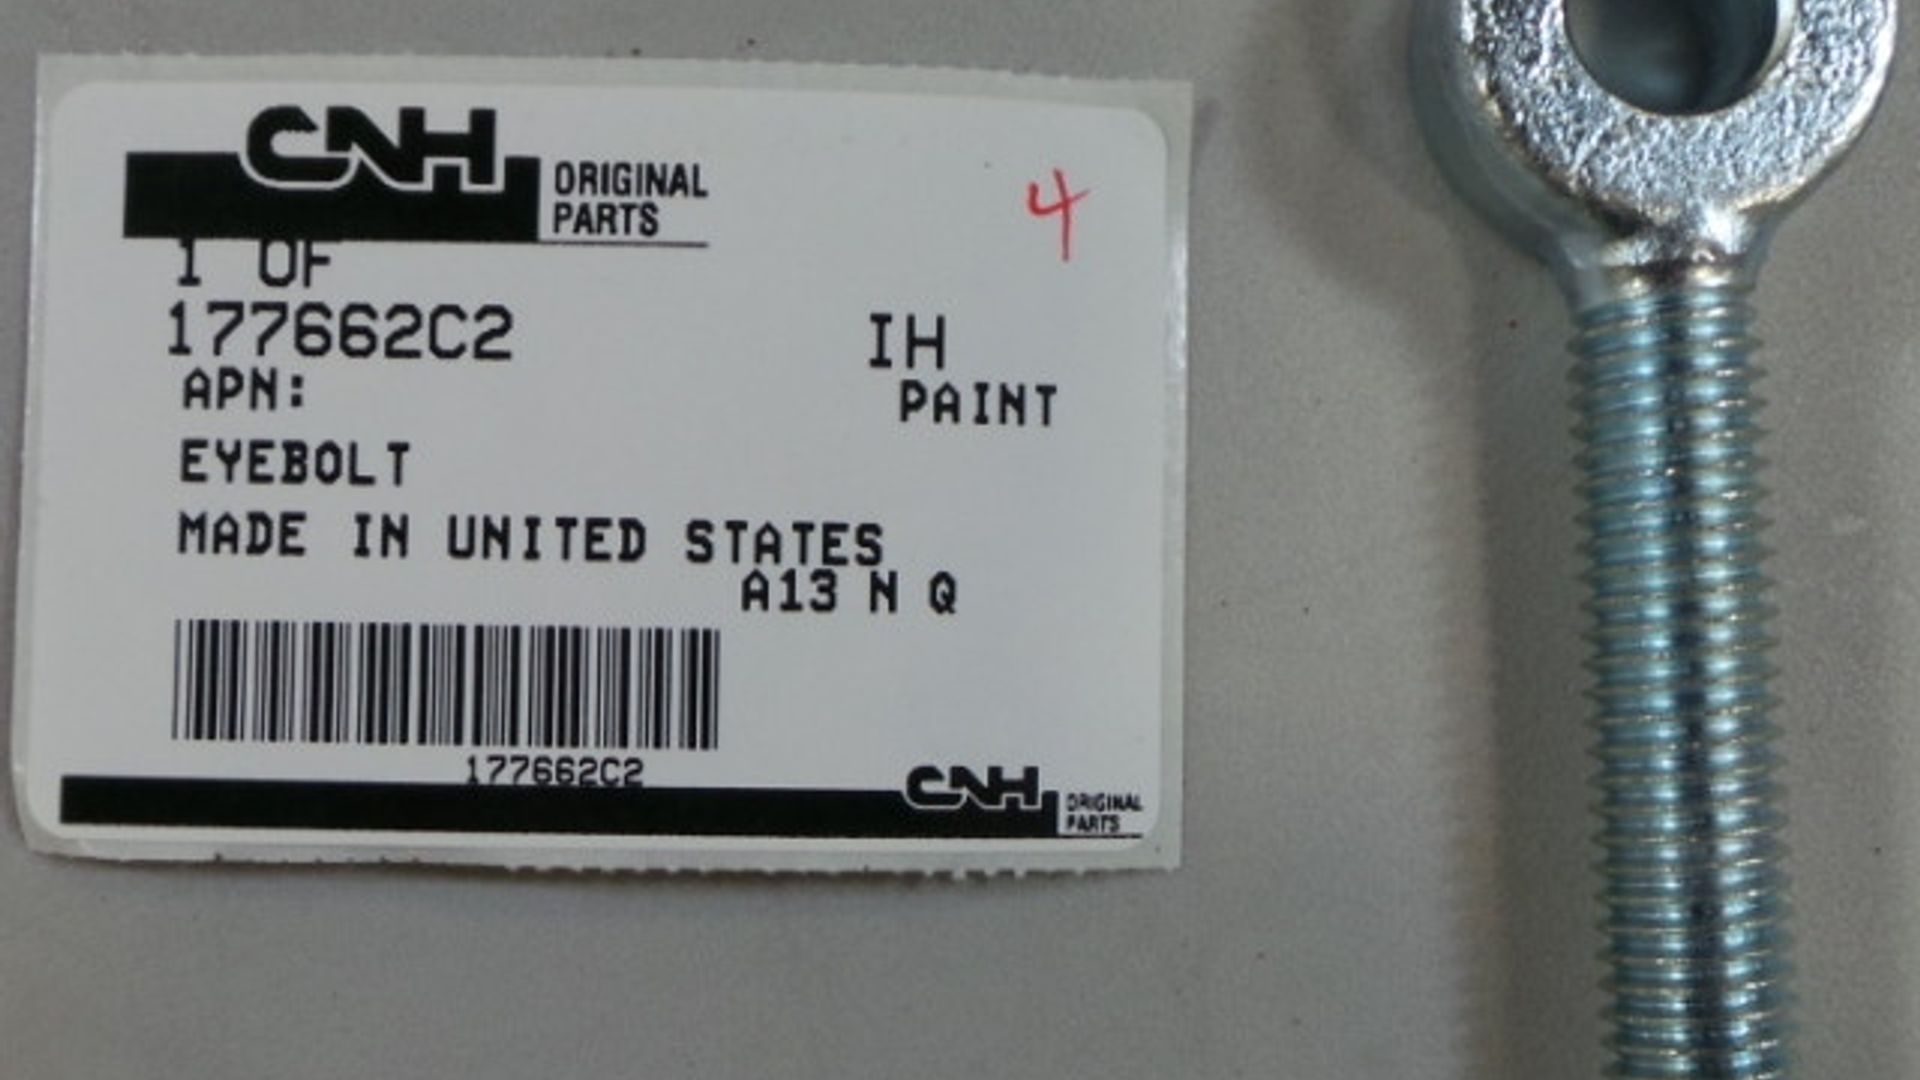 CNH ORIGINAL
PARTS
4
1 OF
177662C2 IH
APN: PAINT
EYEBOLT
MADE IN UNITED STATES
A13 N Q
177662C2
CNH ORIGINAL
PARTS